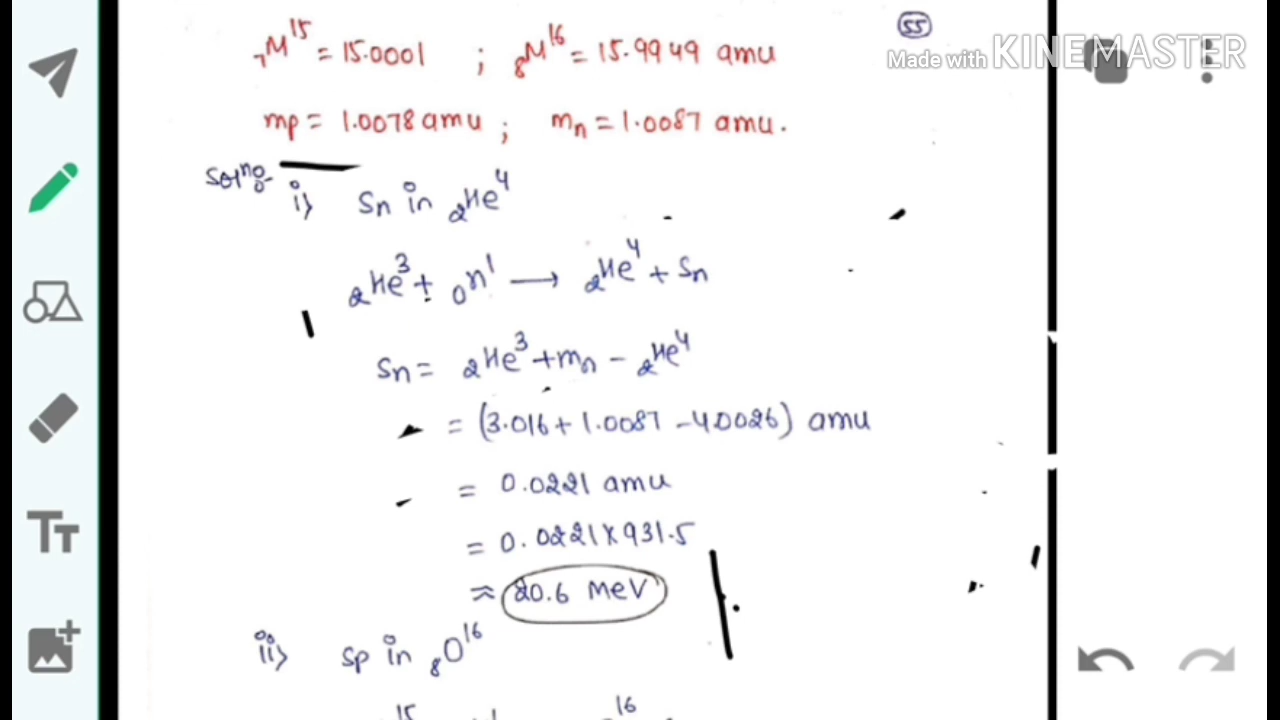 55
Made with KINEMASTER
₇M¹⁵ = 15.0001 ; ₈M¹⁶ = 15.9949 amu
mp = 1.0078 amu ; mₙ = 1.0087 amu.
Solⁿ:-
i) Sn in ₂He⁴
₂He³ + ₀n¹ → ₂He⁴ + Sn
Sn = ₂He³ + mₙ - ₂He⁴
= (3.016 + 1.0087 - 4.0026) amu
= 0.0221 amu
= 0.0221 x 931.5
≈ 20.6 MeV
ii) Sp in ₈O¹⁶
TT